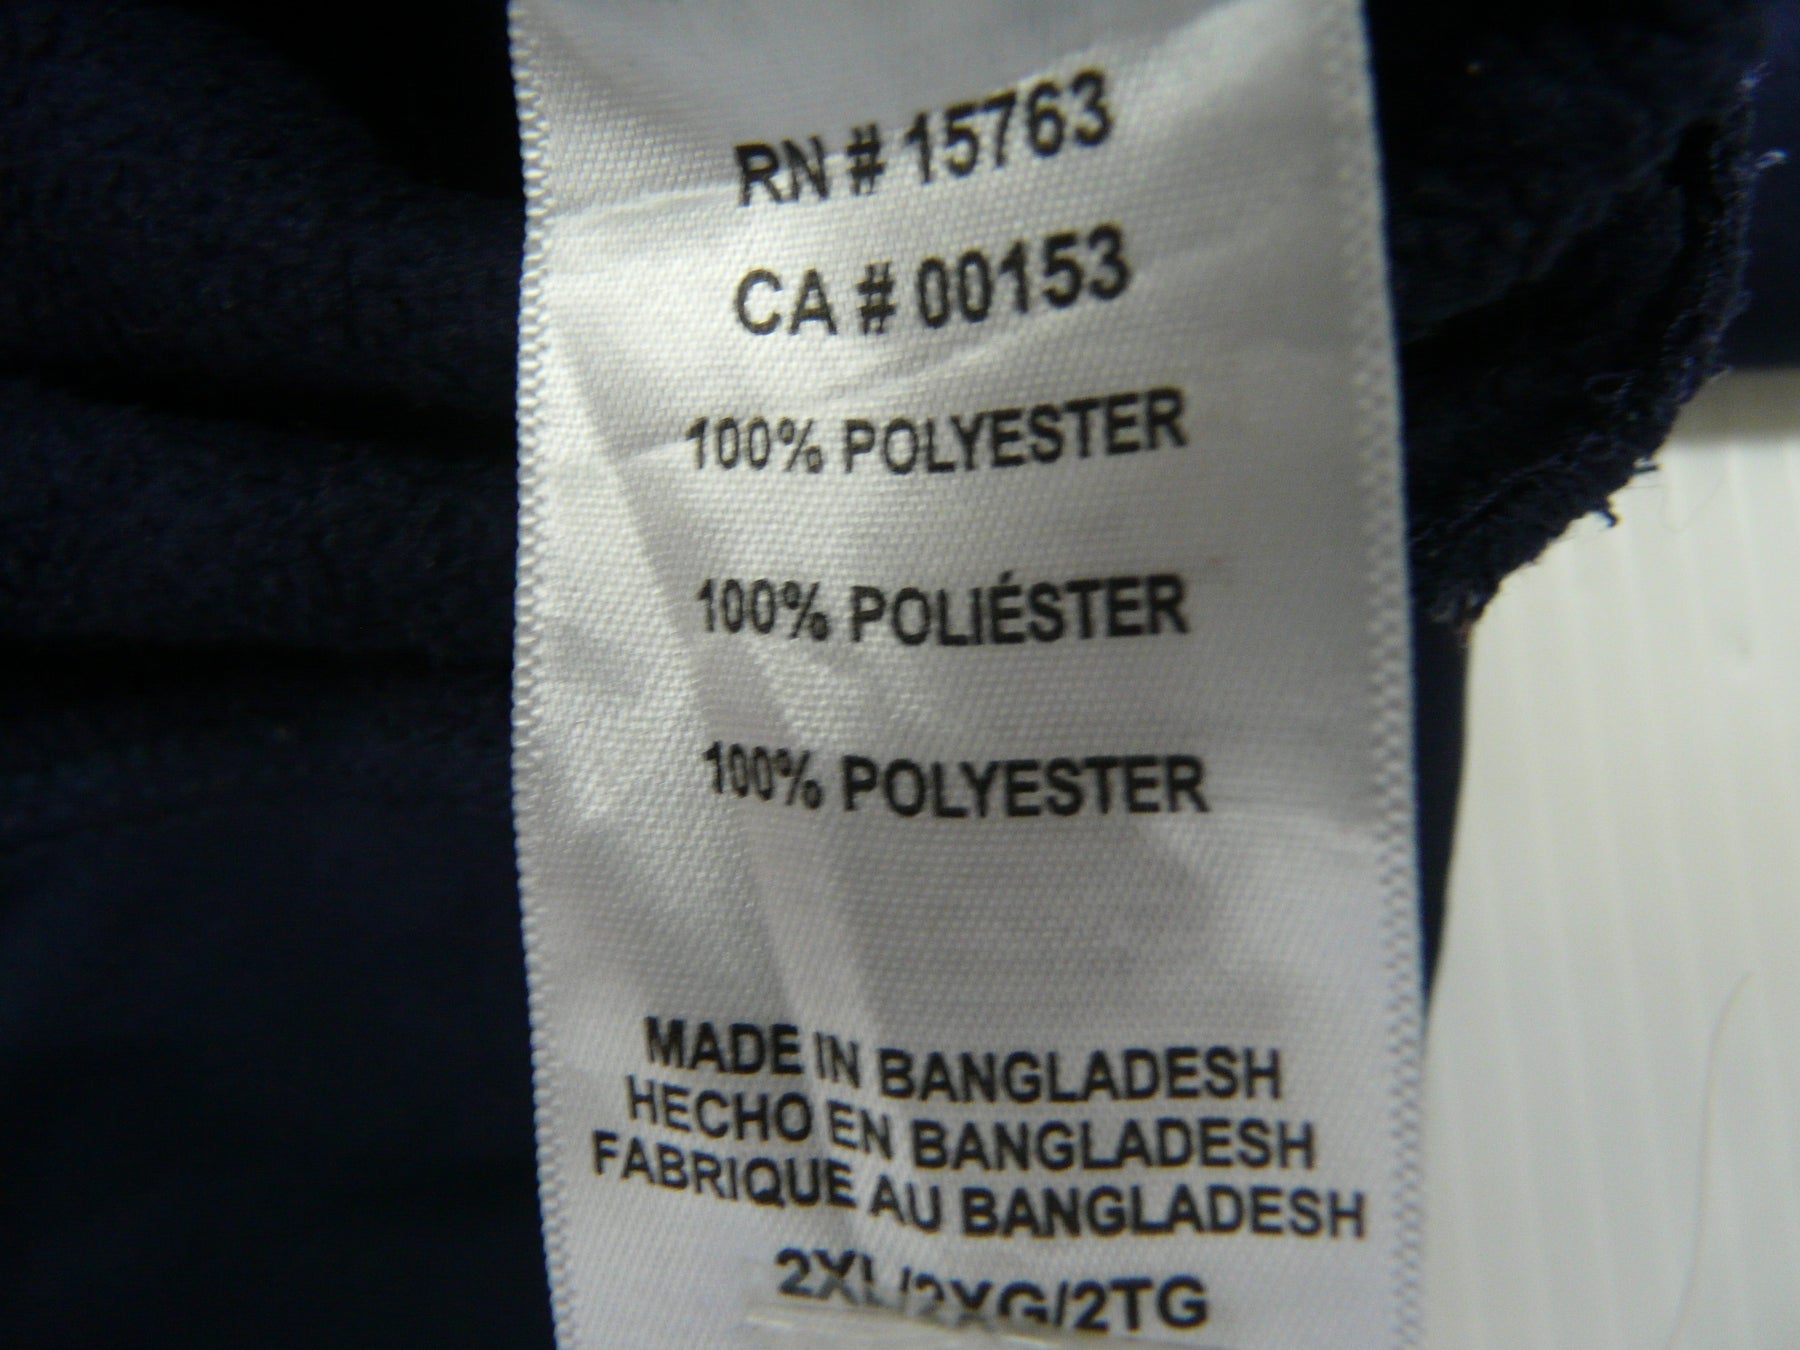 RN # 15763
CA # 00153
100% POLYESTER
100% POLIÉSTER
100% POLYESTER
MADE IN BANGLADESH
HECHO EN BANGLADESH
FABRIQUE AU BANGLADESH
2XL/2XG/2TG